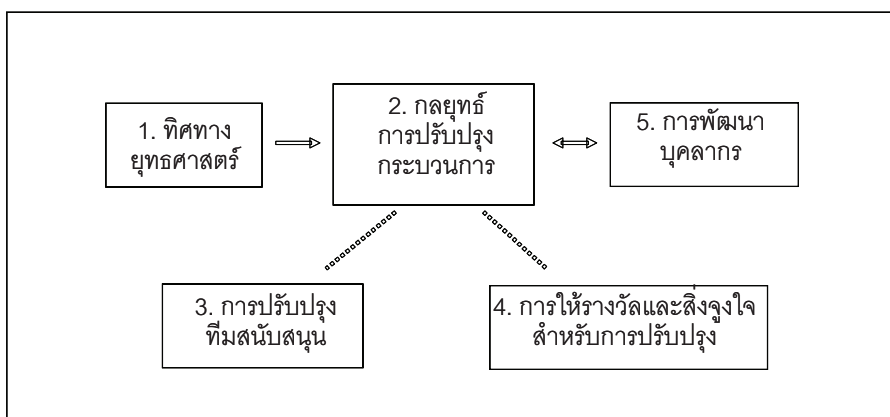 1. ทิศทาง
ยุทธศาสตร์
2. กลยุทธ์
การปรับปรุง
กระบวนการ
5. การพัฒนา
บุคลากร
3. การปรับปรุง
ทีมสนับสนุน
4. การให้รางวัลและสิ่งจูงใจ
สำหรับการปรับปรุง